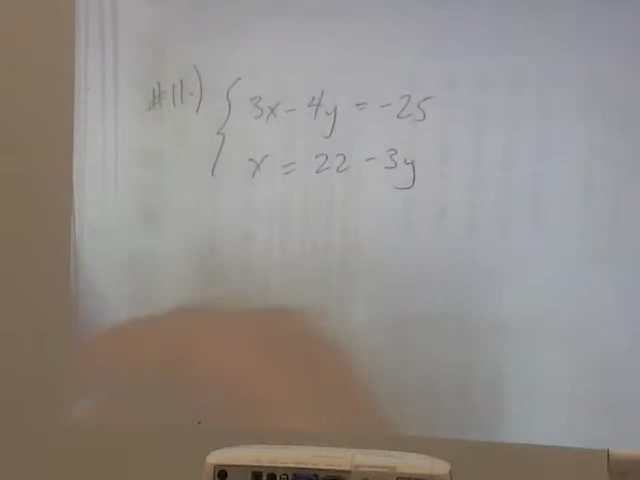 #11.) { 3x - 4y = -25
x = 22 - 3y